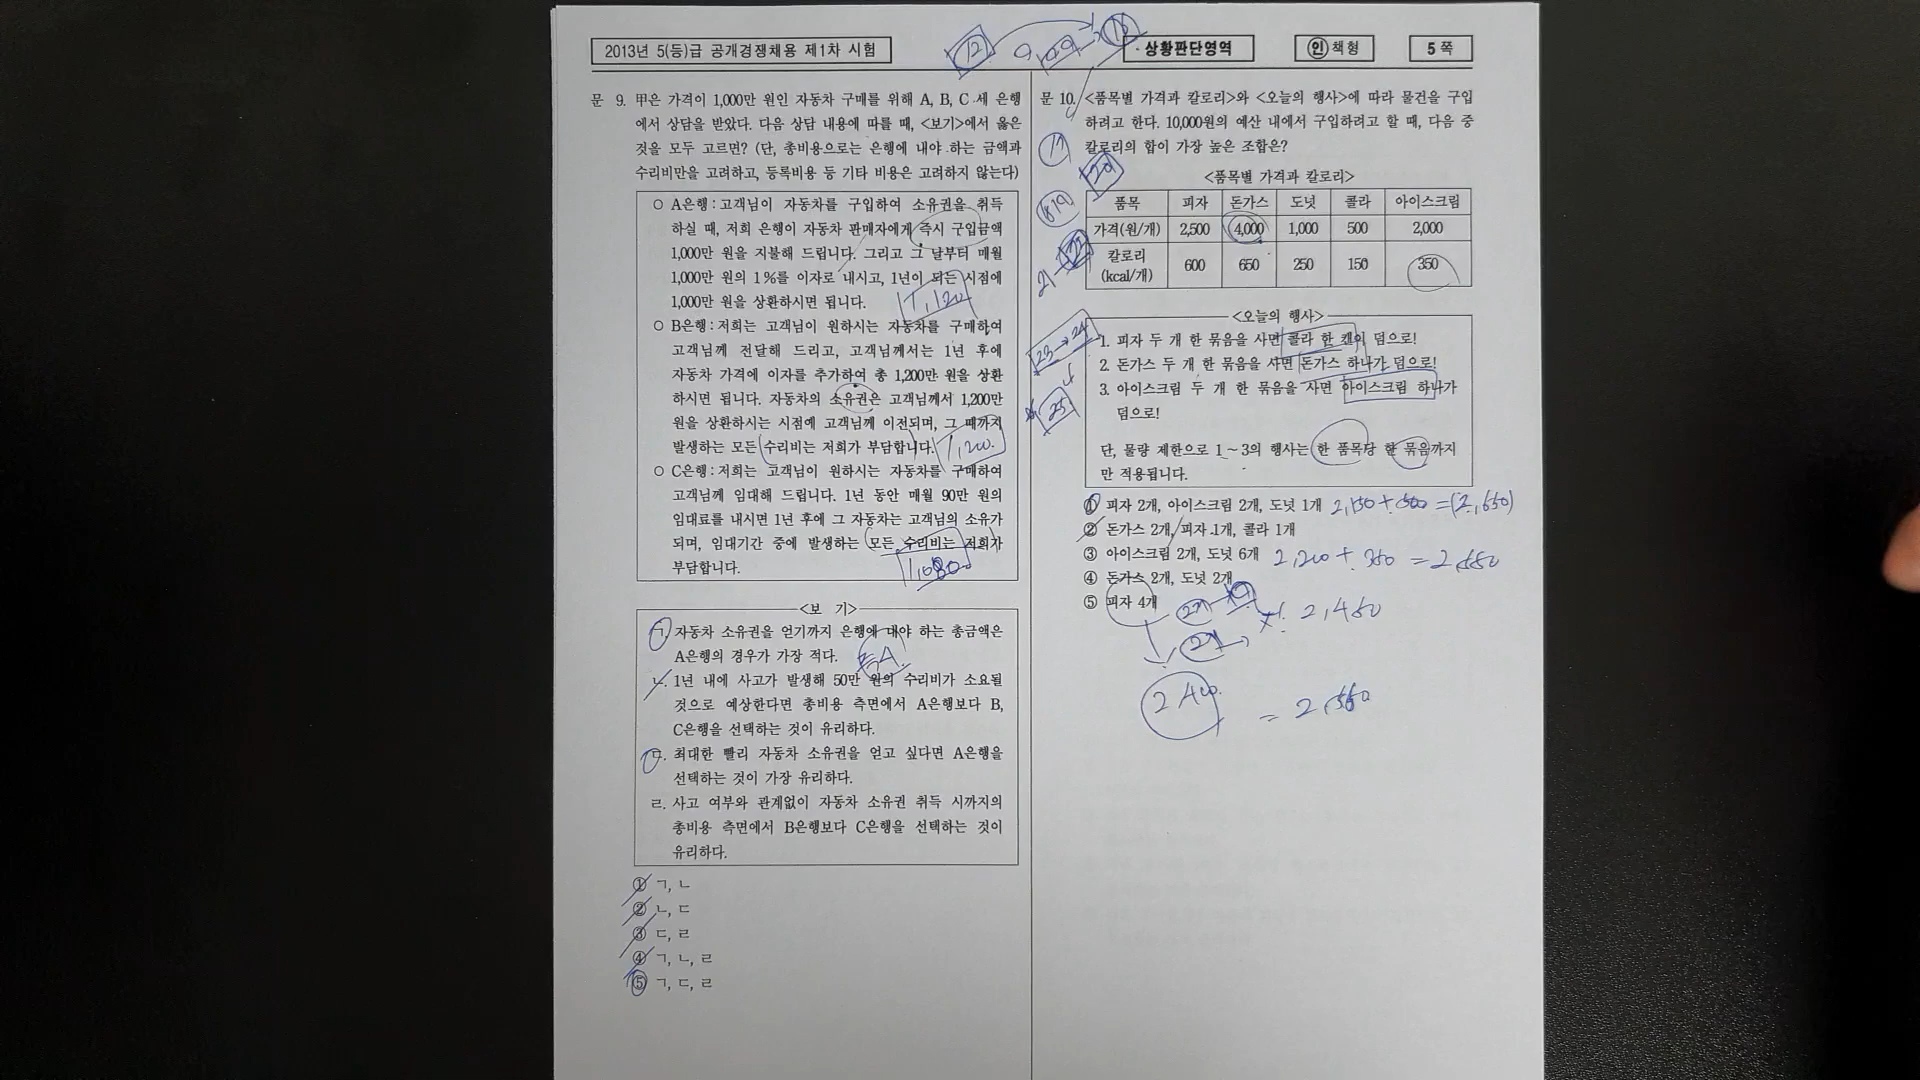 2013년 5(등)급 공개경쟁채용 제1차 시험
12
상황판단영역
인 책형
5 쪽
문 9. 甲은 가격이 1,000만 원인 자동차 구매를 위해 A, B, C 세 은행
에서 상담을 받았다. 다음 상담 내용에 따를 때, <보기>에서 옳은
것을 모두 고르면? (단, 총비용으로는 은행에 내야 하는 금액과
수리비만을 고려하고, 등록비용 등 기타 비용은 고려하지 않는다)
○ A은행 : 고객님이 자동차를 구입하여 소유권을 취득
하실 때, 저희 은행이 자동차 판매자에게 즉시 구입금액
1,000만 원을 지불해 드립니다. 그리고 그 날부터 매월
1,000만 원의 1 %를 이자로 내시고, 1년이 되는 시점에
1,000만 원을 상환하시면 됩니다.
1,120
○ B은행 : 저희는 고객님이 원하시는 자동차를 구매하여
고객님께 전달해 드리고, 고객님께서는 1년 후에
자동차 가격에 이자를 추가하여 총 1,200만 원을 상환
하시면 됩니다. 자동차의 소유권은 고객님께서 1,200만
원을 상환하시는 시점에 고객님께 이전되며, 그 때까지
발생하는 모든 수리비는 저희가 부담합니다.
1,200
○ C은행 : 저희는 고객님이 원하시는 자동차를 구매하여
고객님께 임대해 드립니다. 1년 동안 매월 90만 원의
임대료를 내시면 1년 후에 그 자동차는 고객님의 소유가
되며, 임대기간 중에 발생하는 모든 수리비는 저희가
부담합니다.
1,080
<보 기>
ㄱ. 자동차 소유권을 얻기까지 은행에 내야 하는 총금액은
A은행의 경우가 가장 적다.
ㄴ. 1년 내에 사고가 발생해 50만 원의 수리비가 소요될
것으로 예상한다면 총비용 측면에서 A은행보다 B,
C은행을 선택하는 것이 유리하다.
ㄷ. 최대한 빨리 자동차 소유권을 얻고 싶다면 A은행을
선택하는 것이 가장 유리하다.
ㄹ. 사고 여부와 관계없이 자동차 소유권 취득 시까지의
총비용 측면에서 B은행보다 C은행을 선택하는 것이
유리하다.
① ㄱ, ㄴ
② ㄴ, ㄷ
③ ㄷ, ㄹ
④ ㄱ, ㄴ, ㄹ
⑤ ㄱ, ㄷ, ㄹ
문 10. <품목별 가격과 칼로리>와 <오늘의 행사>에 따라 물건을 구입
하려고 한다. 10,000원의 예산 내에서 구입하려고 할 때, 다음 중
칼로리의 합이 가장 높은 조합은?
17
20
21
23 → 24
25
<품목별 가격과 칼로리>
품목 피자 돈가스 도넛 콜라 아이스크림
가격(원/개) 2,500 4,000 1,000 500 2,000
칼로리 (kcal/개) 600 650 250 150 350
<오늘의 행사>
1. 피자 두 개 한 묶음을 사면 콜라 한 캔이 덤으로!
2. 돈가스 두 개 한 묶음을 사면 돈가스 하나가 덤으로!
3. 아이스크림 두 개 한 묶음을 사면 아이스크림 하나가
덤으로!
단, 물량 제한으로 1～3의 행사는 한 품목당 한 묶음까지
만 적용됩니다.
① 피자 2개, 아이스크림 2개, 도넛 1개
② 돈가스 2개, 피자 1개, 콜라 1개
③ 아이스크림 2개, 도넛 6개
④ 돈가스 2개, 도넛 2개
⑤ 피자 4개
2,450
2,400
= 2,550